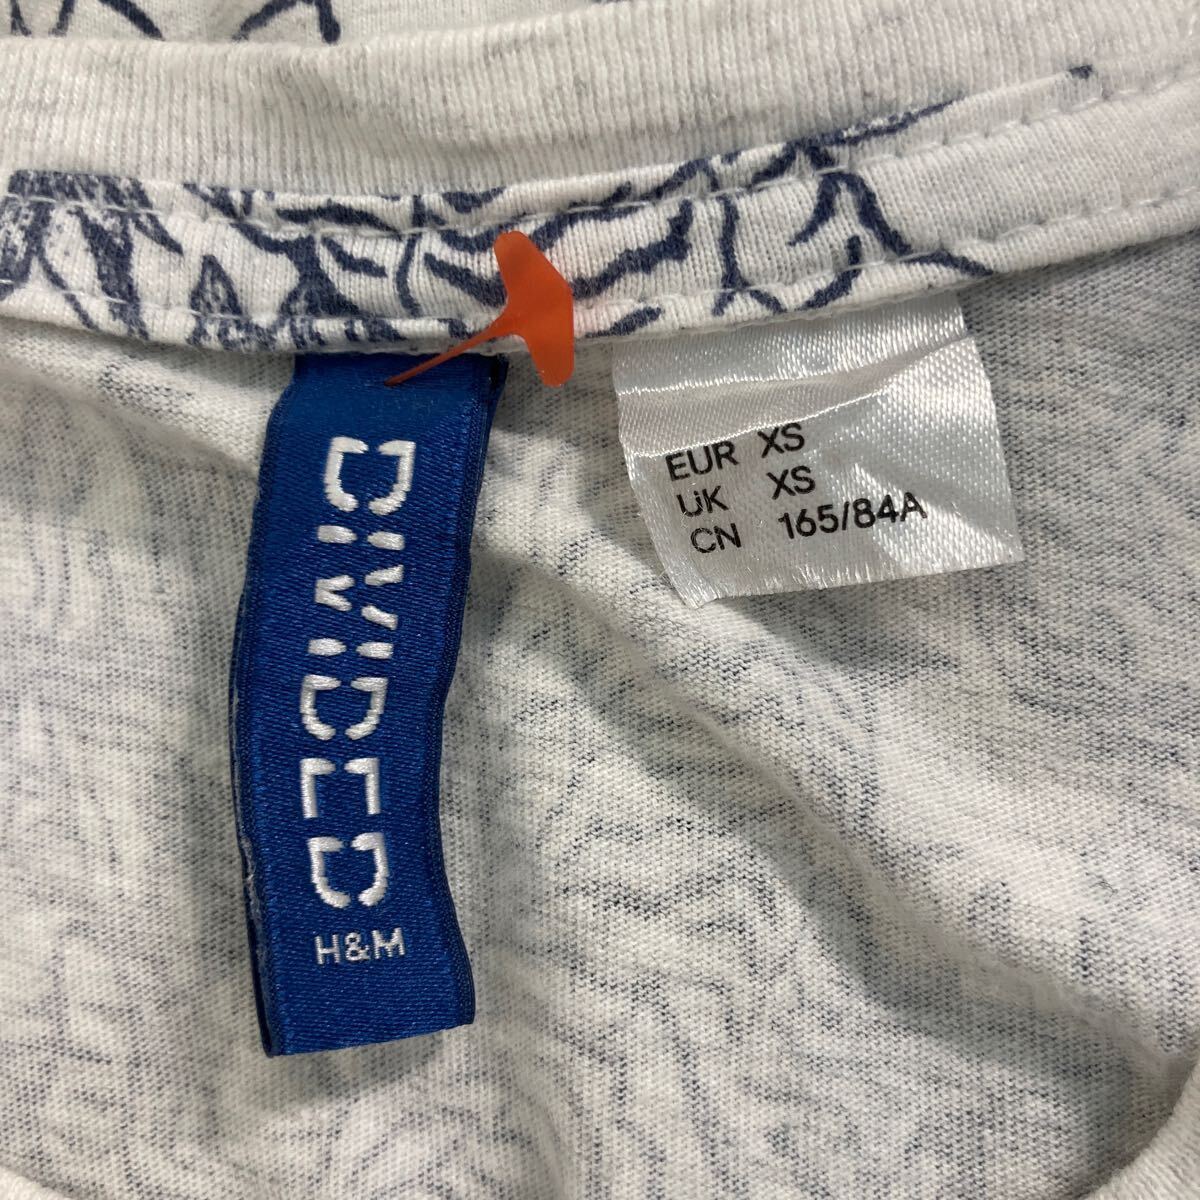 DIVIDED
H&M
EUR XS
UK XS
CN 165/84A